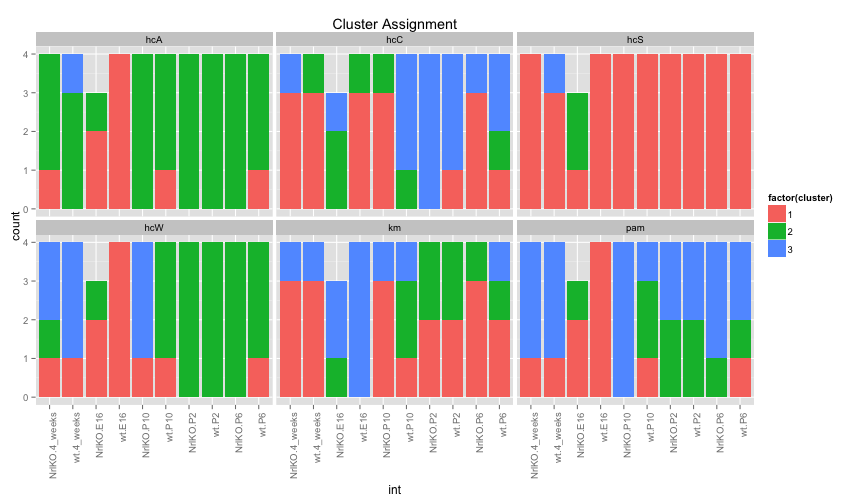 Cluster Assignment
hcA
hcC
hcS
4
3
2
1
0
hcW
km
pam
4
3
2
1
0
count
NrlKO.4_weeks
wt.4_weeks
NrlKO.E16
wt.E16
NrlKO.P10
wt.P10
NrlKO.P2
wt.P2
NrlKO.P6
wt.P6
NrlKO.4_weeks
wt.4_weeks
NrlKO.E16
wt.E16
NrlKO.P10
wt.P10
NrlKO.P2
wt.P2
NrlKO.P6
wt.P6
NrlKO.4_weeks
wt.4_weeks
NrlKO.E16
wt.E16
NrlKO.P10
wt.P10
NrlKO.P2
wt.P2
NrlKO.P6
wt.P6
int
factor(cluster)
1
2
3